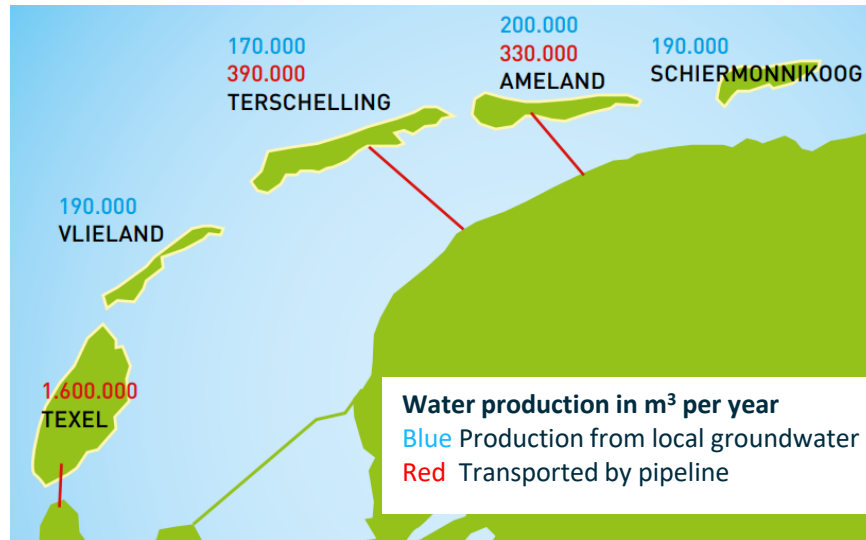 170.000
390.000
TERSCHELLING
200.000
330.000
AMELAND
190.000
SCHIERMONNIKOOG
190.000
VLIELAND
1.600.000
TEXEL
Water production in m³ per year
Blue Production from local groundwater
Red Transported by pipeline